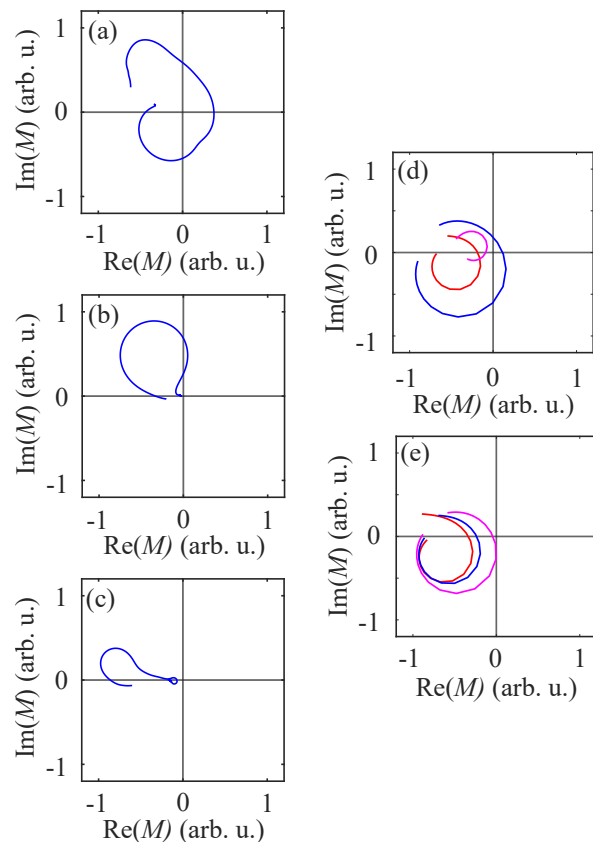 (a)
Im(M) (arb. u.)
1
0
-1
-1 0 1
Re(M) (arb. u.)
(b)
Im(M) (arb. u.)
1
0
-1
-1 0 1
Re(M) (arb. u.)
(c)
Im(M) (arb. u.)
1
0
-1
-1 0 1
Re(M) (arb. u.)
(d)
Im(M) (arb. u.)
1
0
-1
-1 0 1
Re(M) (arb. u.)
(e)
Im(M) (arb. u.)
1
0
-1
-1 0 1
Re(M) (arb. u.)